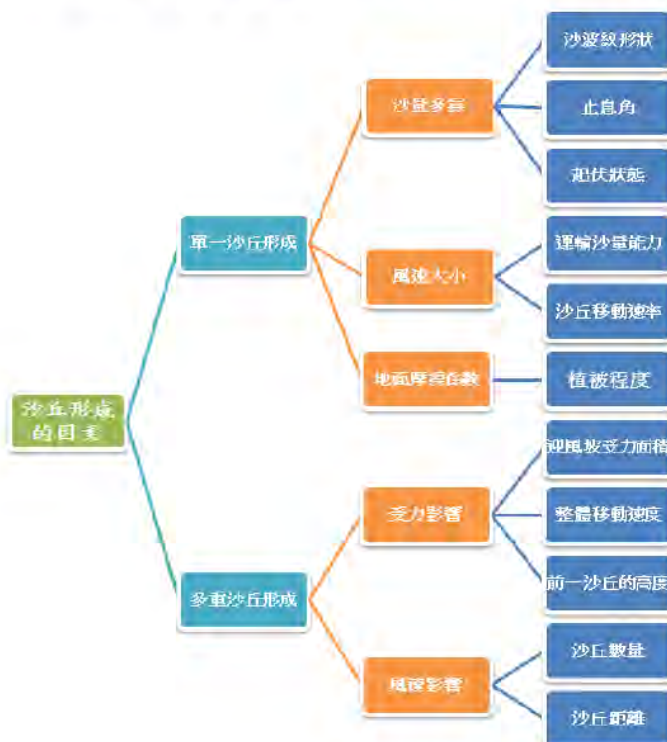 沙波紋形狀
沙量多寡
止息角
起伏狀態
單一沙丘形成
運輸沙量能力
風速大小
沙丘移動速率
地面摩擦係數
植被程度
沙丘形成
的因素
迎風坡受力面積
受力影響
整體移動速度
前一沙丘的高度
多重沙丘形成
沙丘數量
風速影響
沙丘距離